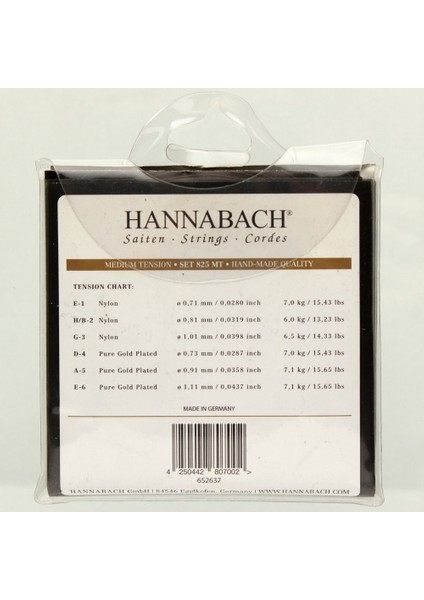 HANNABACH®
Saiten · Strings · Cordes
MEDIUM TENSION • SET 825 MT • HAND-MADE QUALITY
TENSION CHART:
E-1 Nylon ø 0,71 mm / 0,0280 inch 7,0 kg / 15,43 lbs
H/B-2 Nylon ø 0,81 mm / 0,0319 inch 6,0 kg / 13,23 lbs
G-3 Nylon ø 1,01 mm / 0,0398 inch 6,5 kg / 14,33 lbs
D-4 Pure Gold Plated ø 0,73 mm / 0,0287 inch 7,0 kg / 15,43 lbs
A-5 Pure Gold Plated ø 0,91 mm / 0,0358 inch 7,1 kg / 15,65 lbs
E-6 Pure Gold Plated ø 1,11 mm / 0,0437 inch 7,1 kg / 15,65 lbs
MADE IN GERMANY
4 250442 807002 >
652637
HANNABACH GmbH | 84546 Egglkofen, Germany | WWW.HANNABACH.COM